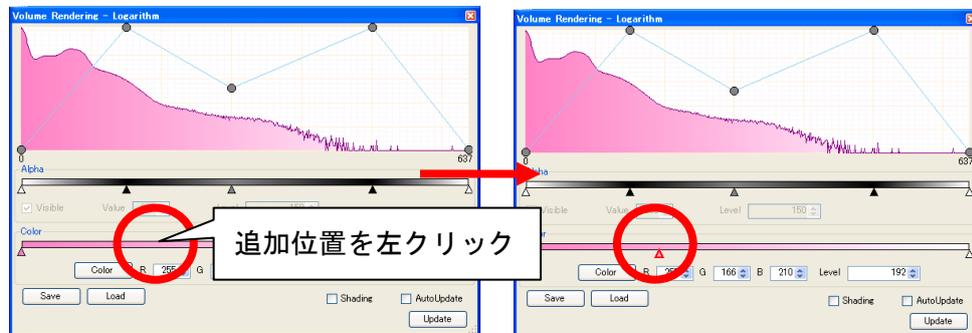 Volume Rendering - Logarithm
0
637
Alpha
Visible
Value
150
Color
Color
R
255
G
追加位置を左クリック
Save
Load
Shading
AutoUpdate
Update
Volume Rendering - Logarithm
0
637
Visible
Value
Level
150
Color
R
G
166
B
210
Level
192
Save
Load
Shading
AutoUpdate
Update